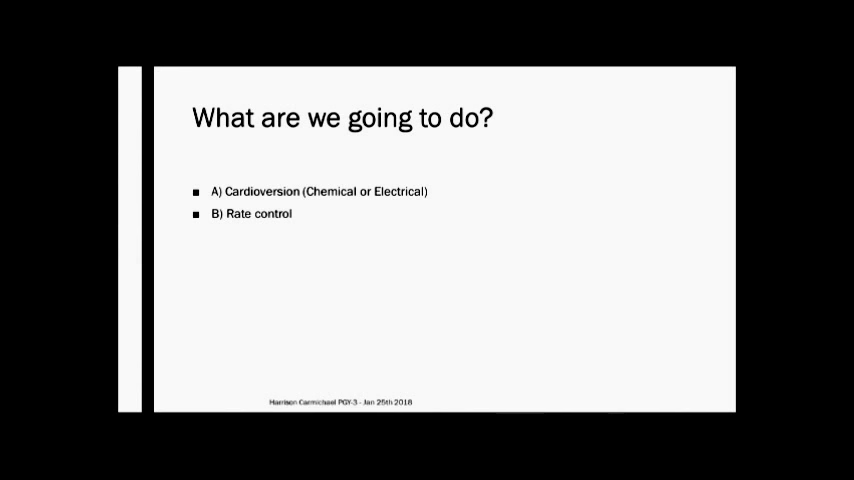 What are we going to do?
A) Cardioversion (Chemical or Electrical)
B) Rate control
Harrison Carmichael PGY-3 - Jan 25th 2018